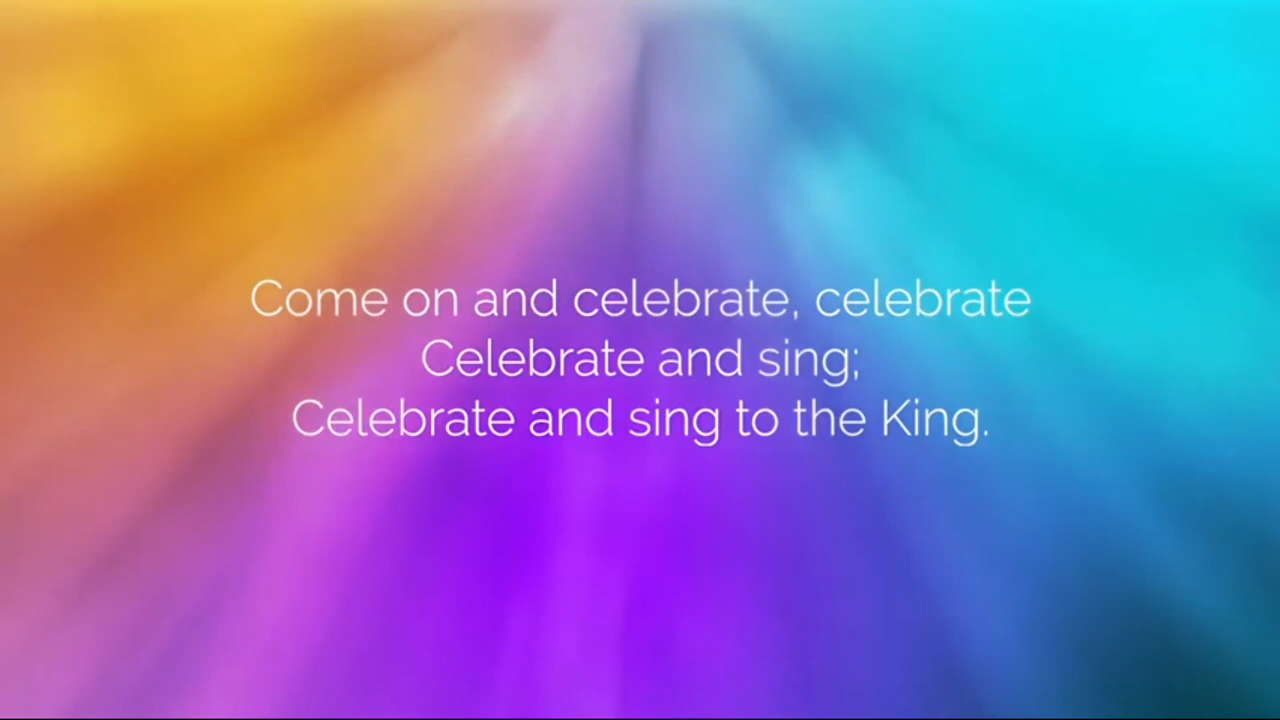 Come on and celebrate, celebrate
Celebrate and sing;
Celebrate and sing to the King.